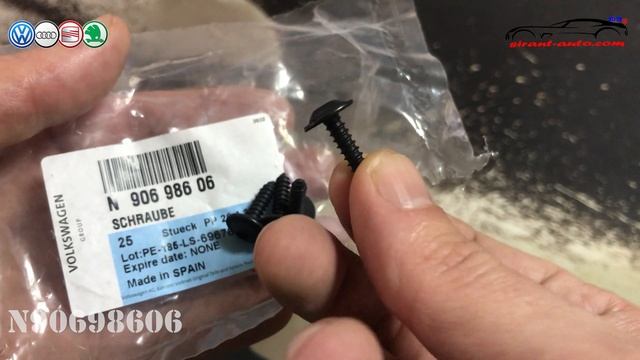 girant-auto.com
VOLKSWAGEN
GROUP
N 906 986 06
SCHRAUBE
25 Stueck
Expire date: NONE
Made in SPAIN
N90698606